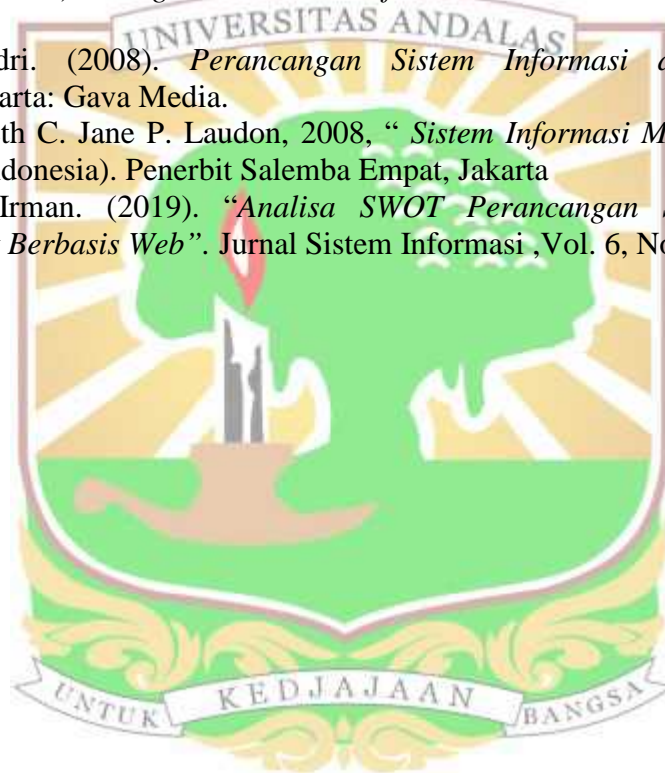 UNIVERSITAS ANDALAS
dri. (2008). Perancangan Sistem Informasi
arta: Gava Media.
th C. Jane P. Laudon, 2008, “ Sistem Informasi M
donesia). Penerbit Salemba Empat, Jakarta
Irman. (2019). “Analisa SWOT Perancangan
Berbasis Web”. Jurnal Sistem Informasi ,Vol. 6, No
UNTUK KEDJAJAAN BANGSA